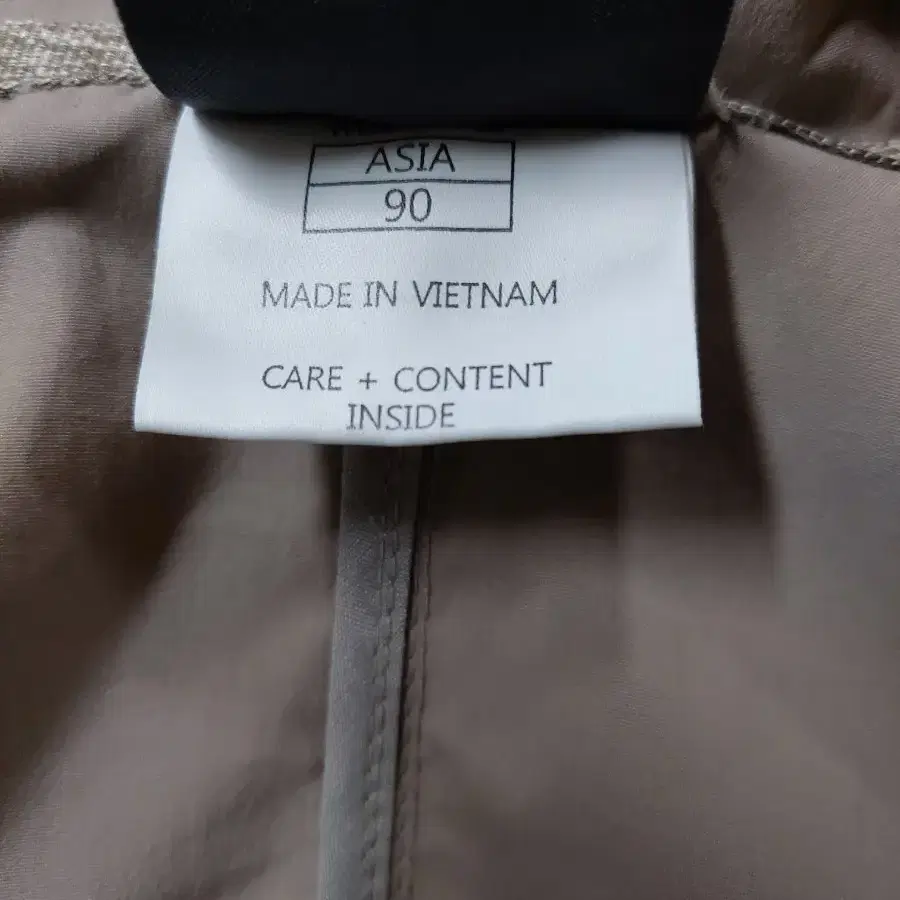 ASIA
90
MADE IN VIETNAM
CARE + CONTENT
INSIDE